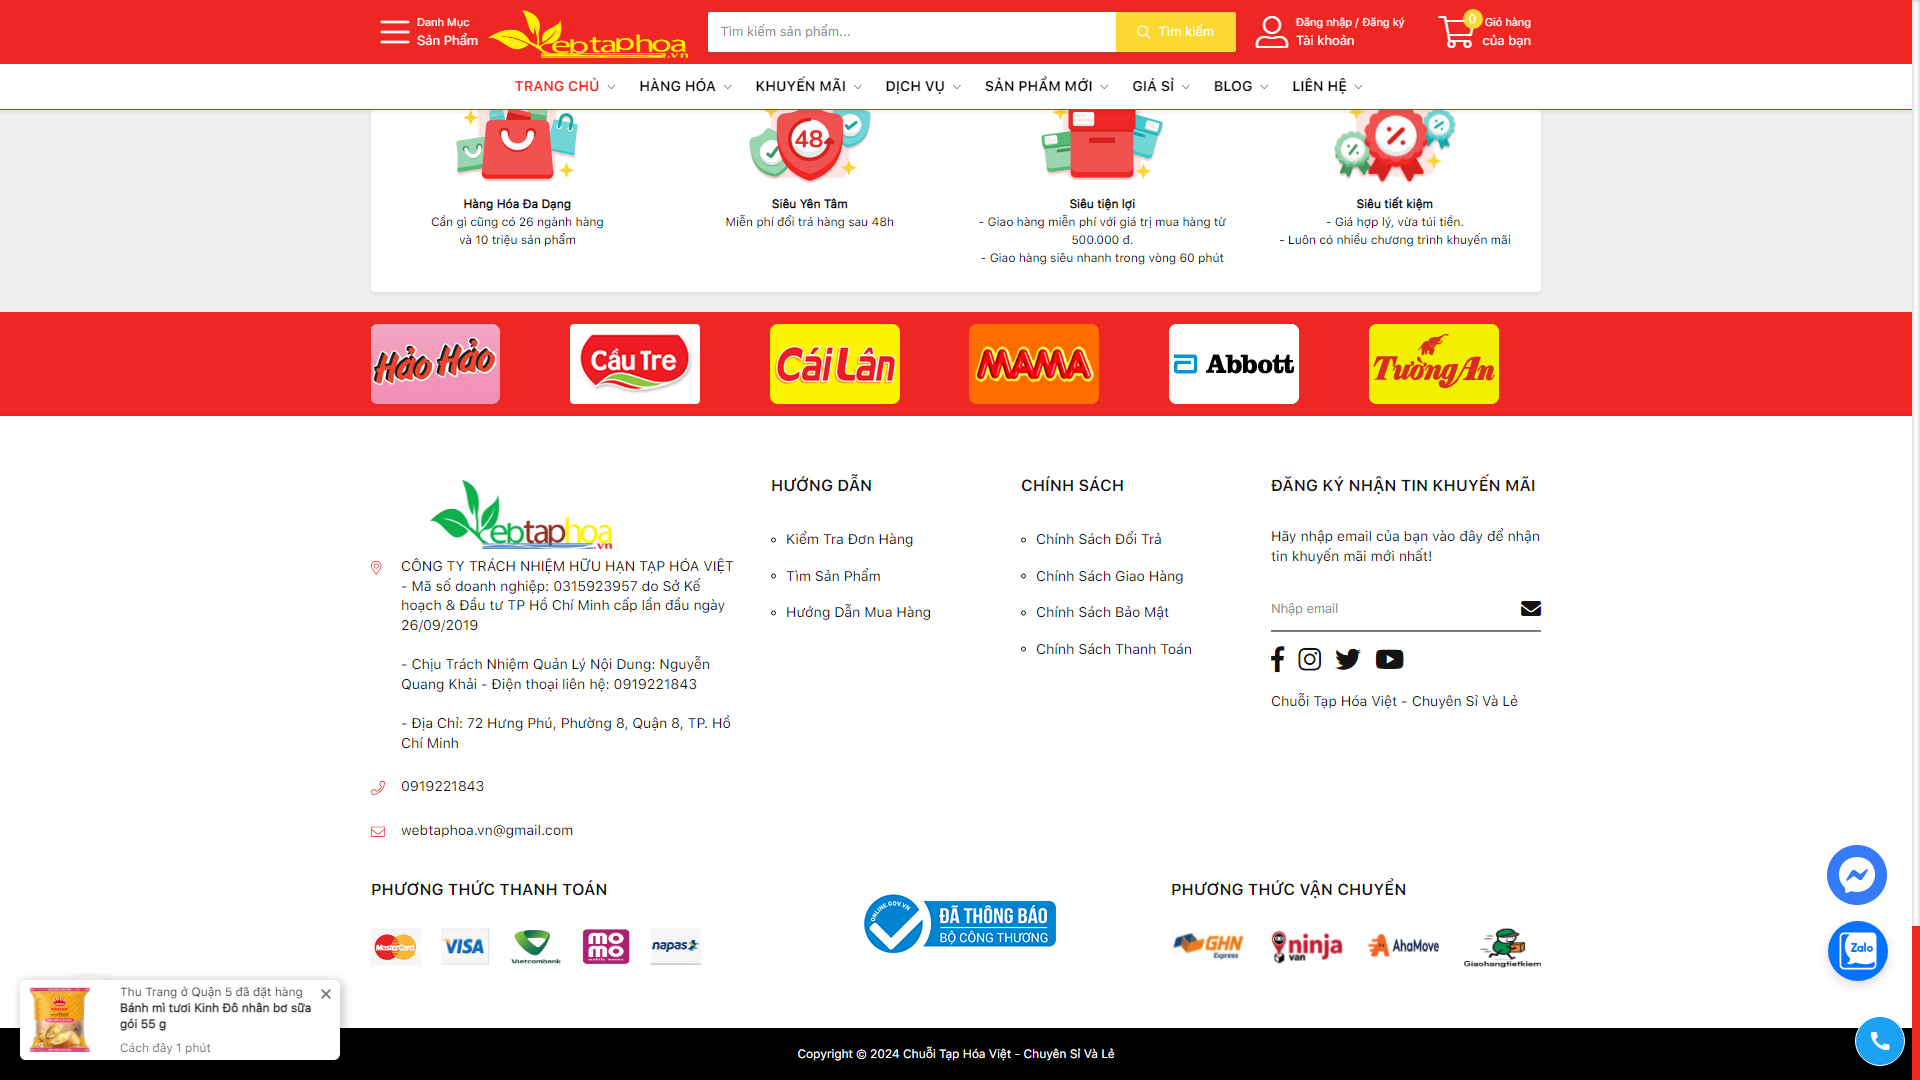 Danh Mục
Sản Phẩm
ebtaphoa
.vn
Tìm kiếm sản phẩm...
Tìm kiếm
Đăng nhập / Đăng ký
Tài khoản
0
Giỏ hàng
của bạn
TRANG CHỦ
HÀNG HÓA
KHUYẾN MÃI
DỊCH VỤ
SẢN PHẨM MỚI
GIÁ SỈ
BLOG
LIÊN HỆ
48
Hàng Hóa Đa Dạng
Cần gì cũng có 26 ngành hàng
và 10 triệu sản phẩm
Siêu Yên Tâm
Miễn phí đổi trả hàng sau 48h
Siêu tiện lợi
- Giao hàng miễn phí với giá trị mua hàng từ
500.000 đ.
- Giao hàng siêu nhanh trong vòng 60 phút
Siêu tiết kiệm
- Giá hợp lý, vừa túi tiền.
- Luôn có nhiều chương trình khuyến mãi
Hảo Hảo
Cầu Tre
Cái Lân
MAMA
Abbott
Tường An
ebtaphoa
.vn
CÔNG TY TRÁCH NHIỆM HỮU HẠN TẠP HÓA VIỆT
- Mã số doanh nghiệp: 0315923957 do Sở Kế
hoạch & Đầu tư TP Hồ Chí Minh cấp lần đầu ngày
26/09/2019
- Chịu Trách Nhiệm Quản Lý Nội Dung: Nguyễn
Quang Khải - Điện thoại liên hệ: 0919221843
- Địa Chỉ: 72 Hưng Phú, Phường 8, Quận 8, TP. Hồ
Chí Minh
0919221843
webtaphoa.vn@gmail.com
HƯỚNG DẪN
Kiểm Tra Đơn Hàng
Tìm Sản Phẩm
Hướng Dẫn Mua Hàng
CHÍNH SÁCH
Chính Sách Đổi Trả
Chính Sách Giao Hàng
Chính Sách Bảo Mật
Chính Sách Thanh Toán
ĐĂNG KÝ NHẬN TIN KHUYẾN MÃI
Hãy nhập email của bạn vào đây để nhận
tin khuyến mãi mới nhất!
Nhập email
Chuỗi Tạp Hóa Việt - Chuyên Sỉ Và Lẻ
PHƯƠNG THỨC THANH TOÁN
MasterCard
VISA
Vietcombank
momo
mobile money
napas
ONLINE.GOV.VN
ĐÃ THÔNG BÁO
BỘ CÔNG THƯƠNG
PHƯƠNG THỨC VẬN CHUYỂN
GHN
Express
ninja
van
AhaMove
Giaohangtietkiem
Zalo
Thu Trang ở Quận 5 đã đặt hàng
Bánh mì tươi Kinh Đô nhân bơ sữa
gói 55 g
Cách đây 1 phút
Copyright © 2024 Chuỗi Tạp Hóa Việt - Chuyên Sỉ Và Lẻ